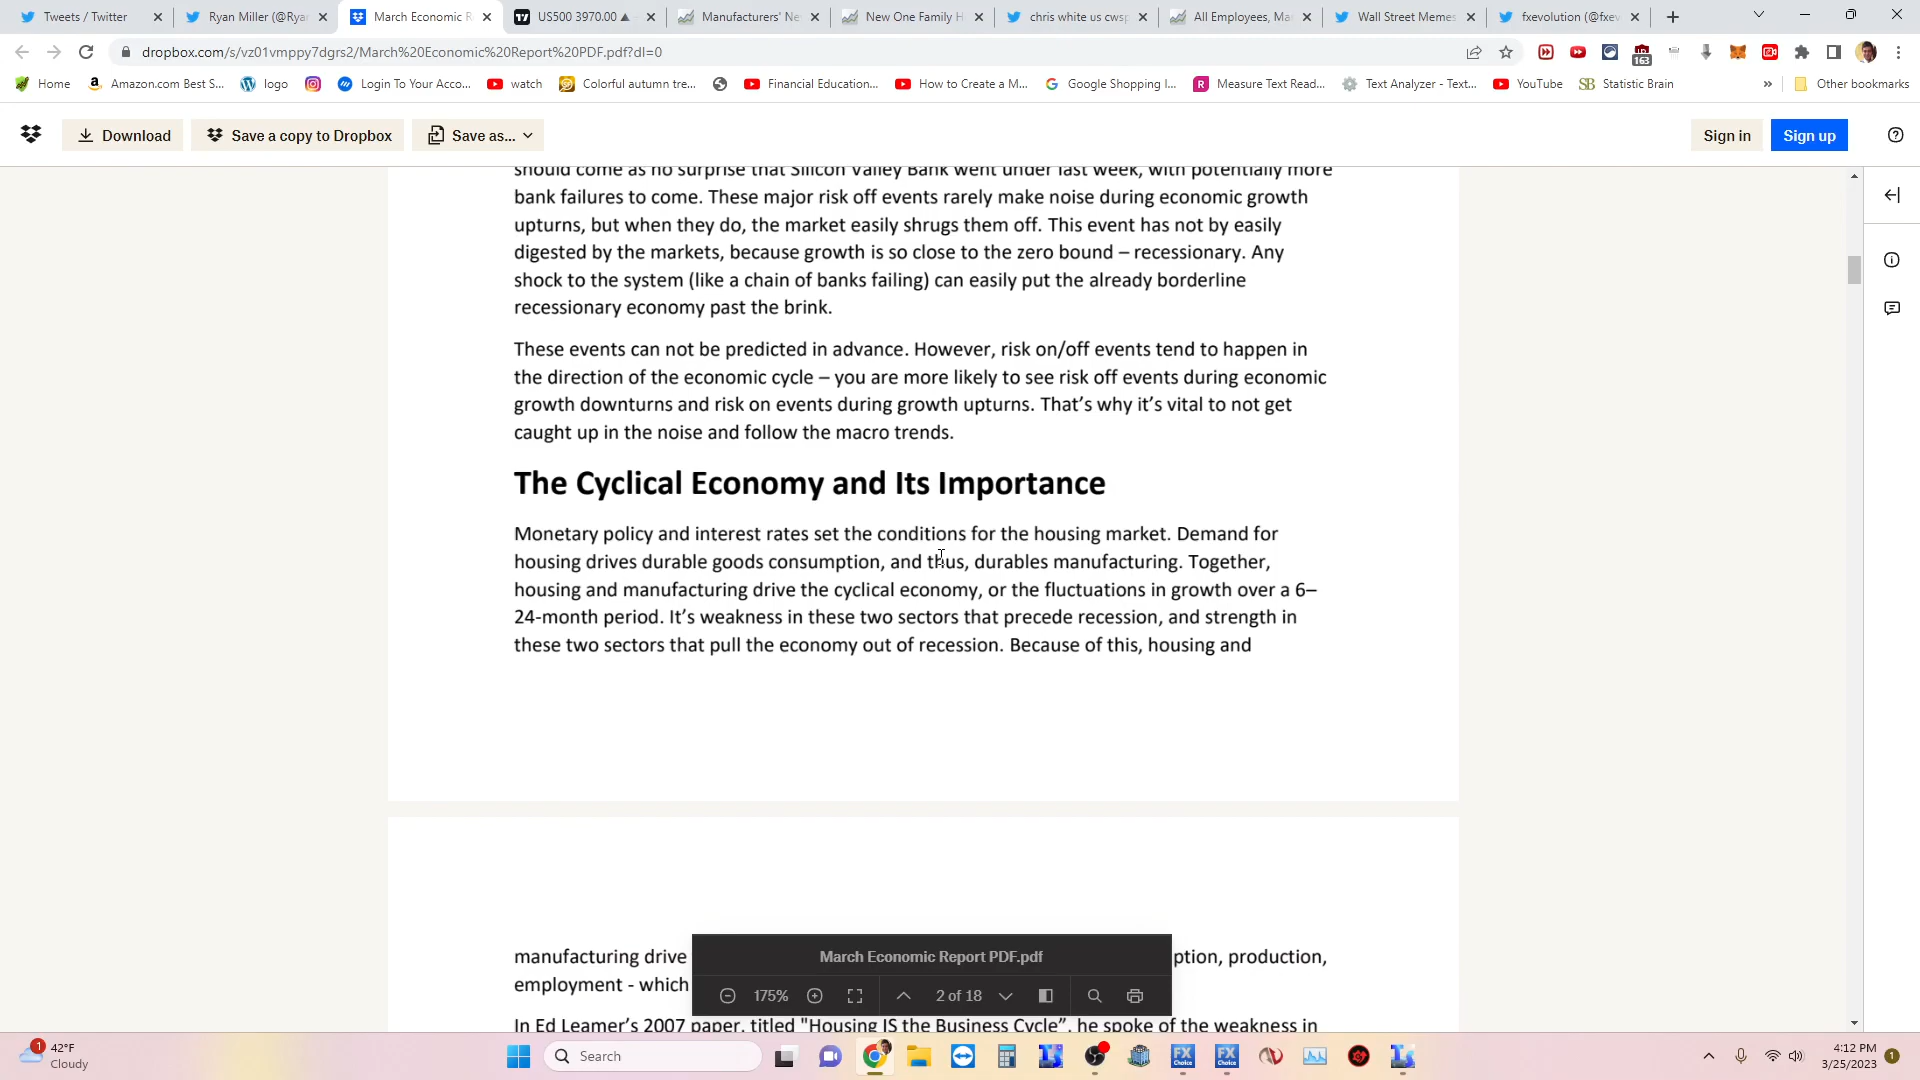 Tweets / Twitter
Ryan Miller (@Rya
March Economic R
US500 3970.00 ▲
Manufacturers' Ne
New One Family H
chris white us cwsp
All Employees, Ma
Wall Street Memes
fxevolution (@fxev
dropbox.com/s/vz01vmppy7dgrs2/March%20Economic%20Report%20PDF.pdf?dl=0
163
Home
Amazon.com Best S...
logo
Login To Your Acco...
watch
Colorful autumn tre...
Financial Education...
How to Create a M...
Google Shopping I...
Measure Text Read...
Text Analyzer - Text...
YouTube
Statistic Brain
»
Other bookmarks
Download
Save a copy to Dropbox
Save as...
Sign in
Sign up
should come as no surprise that Silicon Valley Bank went under last week, with potentially more
bank failures to come. These major risk off events rarely make noise during economic growth
upturns, but when they do, the market easily shrugs them off. This event has not by easily
digested by the markets, because growth is so close to the zero bound – recessionary. Any
shock to the system (like a chain of banks failing) can easily put the already borderline
recessionary economy past the brink.
These events can not be predicted in advance. However, risk on/off events tend to happen in
the direction of the economic cycle – you are more likely to see risk off events during economic
growth downturns and risk on events during growth upturns. That's why it's vital to not get
caught up in the noise and follow the macro trends.
The Cyclical Economy and Its Importance
Monetary policy and interest rates set the conditions for the housing market. Demand for
housing drives durable goods consumption, and thus, durables manufacturing. Together,
housing and manufacturing drive the cyclical economy, or the fluctuations in growth over a 6–
24-month period. It's weakness in these two sectors that precede recession, and strength in
these two sectors that pull the economy out of recession. Because of this, housing and
manufacturing drive
ption, production,
employment - which
March Economic Report PDF.pdf
175%
2 of 18
In Ed Leamer's 2007 paper, titled "Housing IS the Business Cycle", he spoke of the weakness in
1
42°F
Cloudy
Search
FX Choice
FX Choice
4:12 PM
3/25/2023
1